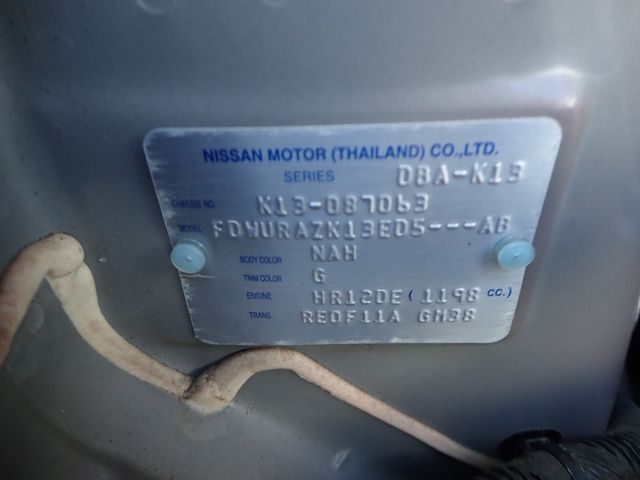 NISSAN MOTOR (THAILAND) CO.,LTD.
SERIES DBA-K13
CHASSIS NO. K13-087063
MODEL FDWURAZK13ED5---AB
BODY COLOR NAH
TRIM COLOR G
ENGINE HR12DE ( 1198 CC.)
TRANS. RE0F11A GH38